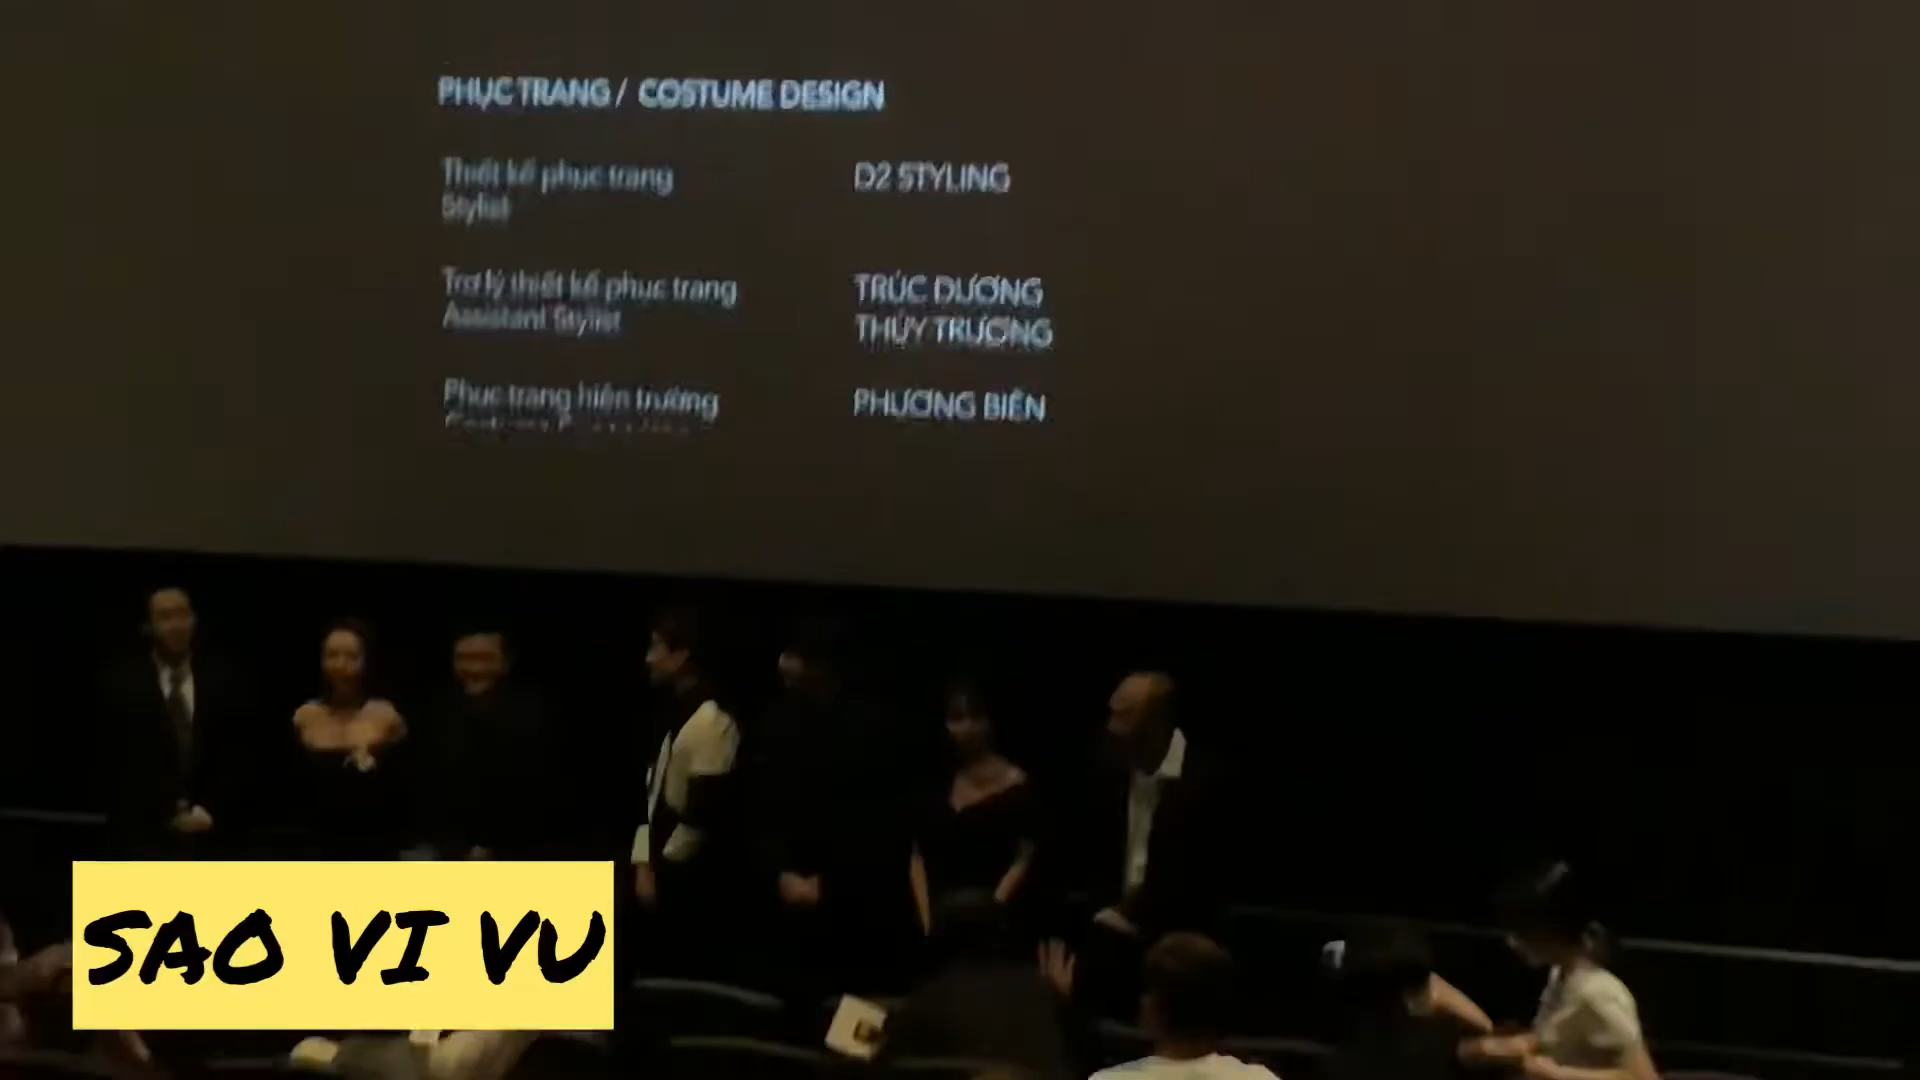 PHỤC TRANG / COSTUME DESIGN
Thiết kế phục trang
Stylist
D2 STYLING
Trợ lý thiết kế phục trang
Assistant Stylist
TRÚC DƯƠNG
THỦY TRƯƠNG
Phục trang hiện trường
PHƯƠNG BIÊN
SAO VI VU